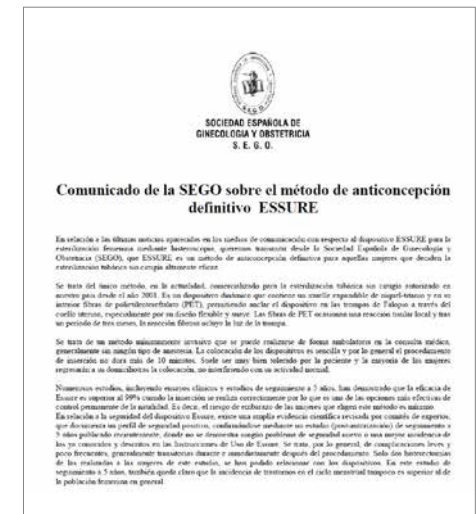 SOCIEDAD ESPAÑOLA DE
GINECOLOGIA Y OBSTETRICIA
S. E. G. O.
Comunicado de la SEGO sobre el método de anticoncepción
definitivo ESSURE
En relación a las últimas noticias aparecidas en los medios de comunicación con respecto al dispositivo ESSURE para la
esterilización femenina mediante histeroscopia, queremos transmitir desde la Sociedad Española de Ginecología y
Obstetricia (SEGO), que ESSURE es un método de anticoncepción definitiva para aquellas mujeres que deciden la
esterilización tubárica sin cirugía altamente eficaz.
Se trata del único método, en la actualidad, comercializado para la esterilización tubárica sin cirugía autorizado en
nuestro país desde el año 2001. Es un dispositivo dinámico que contiene un muelle expandible de níquel-titanio y en su
interior fibras de polietilentereftalato (PET), permitiendo anclar el dispositivo en las trompas de Falopio a través del
cuello uterino, especialmente por su diseño flexible y suave. Las fibras de PET ocasionan una reacción tisular local y tras
un periodo de tres meses, la reacción fibrosa ocluye la luz de la trompa.
Se trata de un método mínimamente invasivo que se puede realizarse de forma ambulatoria en la consulta médica,
generalmente sin ningún tipo de anestesia. La colocación de los dispositivos es sencilla y por lo general el procedimiento
de inserción no dura más de 10 minutos. Suele ser muy bien tolerado por la paciente y la mayoría de las mujeres
regresarán a su domicilio tras la colocación, no interfiriendo con su actividad normal.
Numerosos estudios, incluyendo ensayos clínicos y estudios de seguimiento a 5 años, han demostrado que la eficacia de
Essure es superior al 99% cuando la inserción se realiza correctamente por lo que es una de las opciones más efectivas de
control permanente de la natalidad. Es decir, el riesgo de embarazo de las mujeres que eligen este método es mínimo.
En relación a la seguridad del dispositivo Essure, existe una amplia evidencia científica revisada por comités de expertos,
que documenta un perfil de seguridad positivo, confirmándose mediante un estudio (post-autorización) de seguimiento a
5 años publicado recientemente, donde no se demuestra ningún problema de seguridad nuevo o una mayor incidencia de
los ya conocidos y descritos en las Instrucciones de Uso de Essure. Se trata, por lo general, de complicaciones leves y
poco frecuentes, generalmente transitorias durante e inmediatamente después del procedimiento. Solo dos histerectomías
de las realizadas a las mujeres de este estudio, se han podido relacionar con los dispositivos. En este estudio de
seguimiento a 5 años, también queda claro que la incidencia de trastornos en el ciclo menstrual tampoco es superior al de
la población femenina en general.